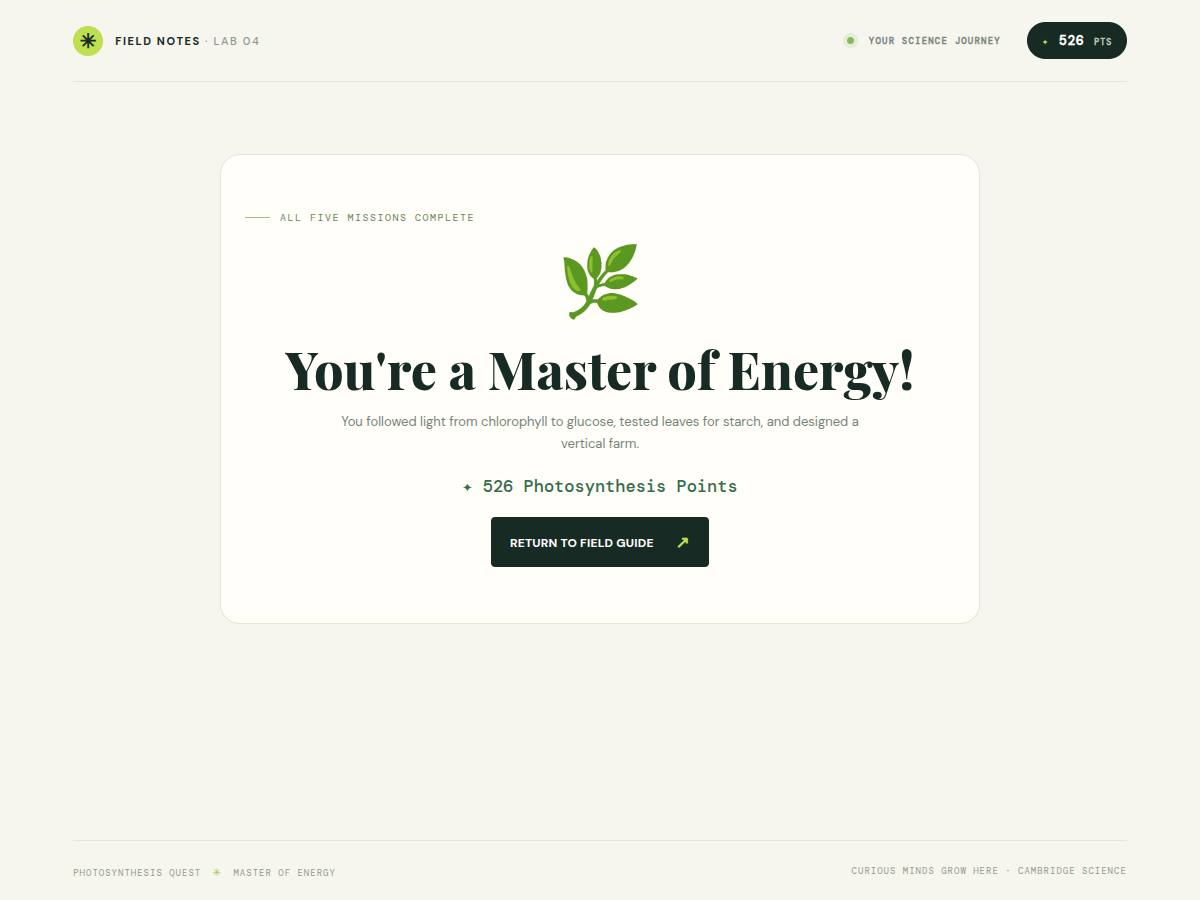 FIELD NOTES · LAB 04
YOUR SCIENCE JOURNEY
✦ 526 PTS
ALL FIVE MISSIONS COMPLETE
You're a Master of Energy!
You followed light from chlorophyll to glucose, tested leaves for starch, and designed a
vertical farm.
✦ 526 Photosynthesis Points
RETURN TO FIELD GUIDE ↗
PHOTOSYNTHESIS QUEST ✳ MASTER OF ENERGY
CURIOUS MINDS GROW HERE · CAMBRIDGE SCIENCE